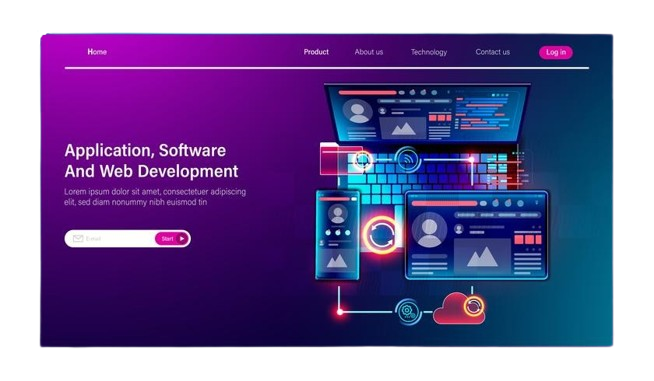 Home
Product
About us
Technology
Contact us
Log in
Application, Software
And Web Development
Lorem ipsum dolor sit amet, consectetuer adipiscing
elit, sed diam nonummy nibh euismod tin
Start